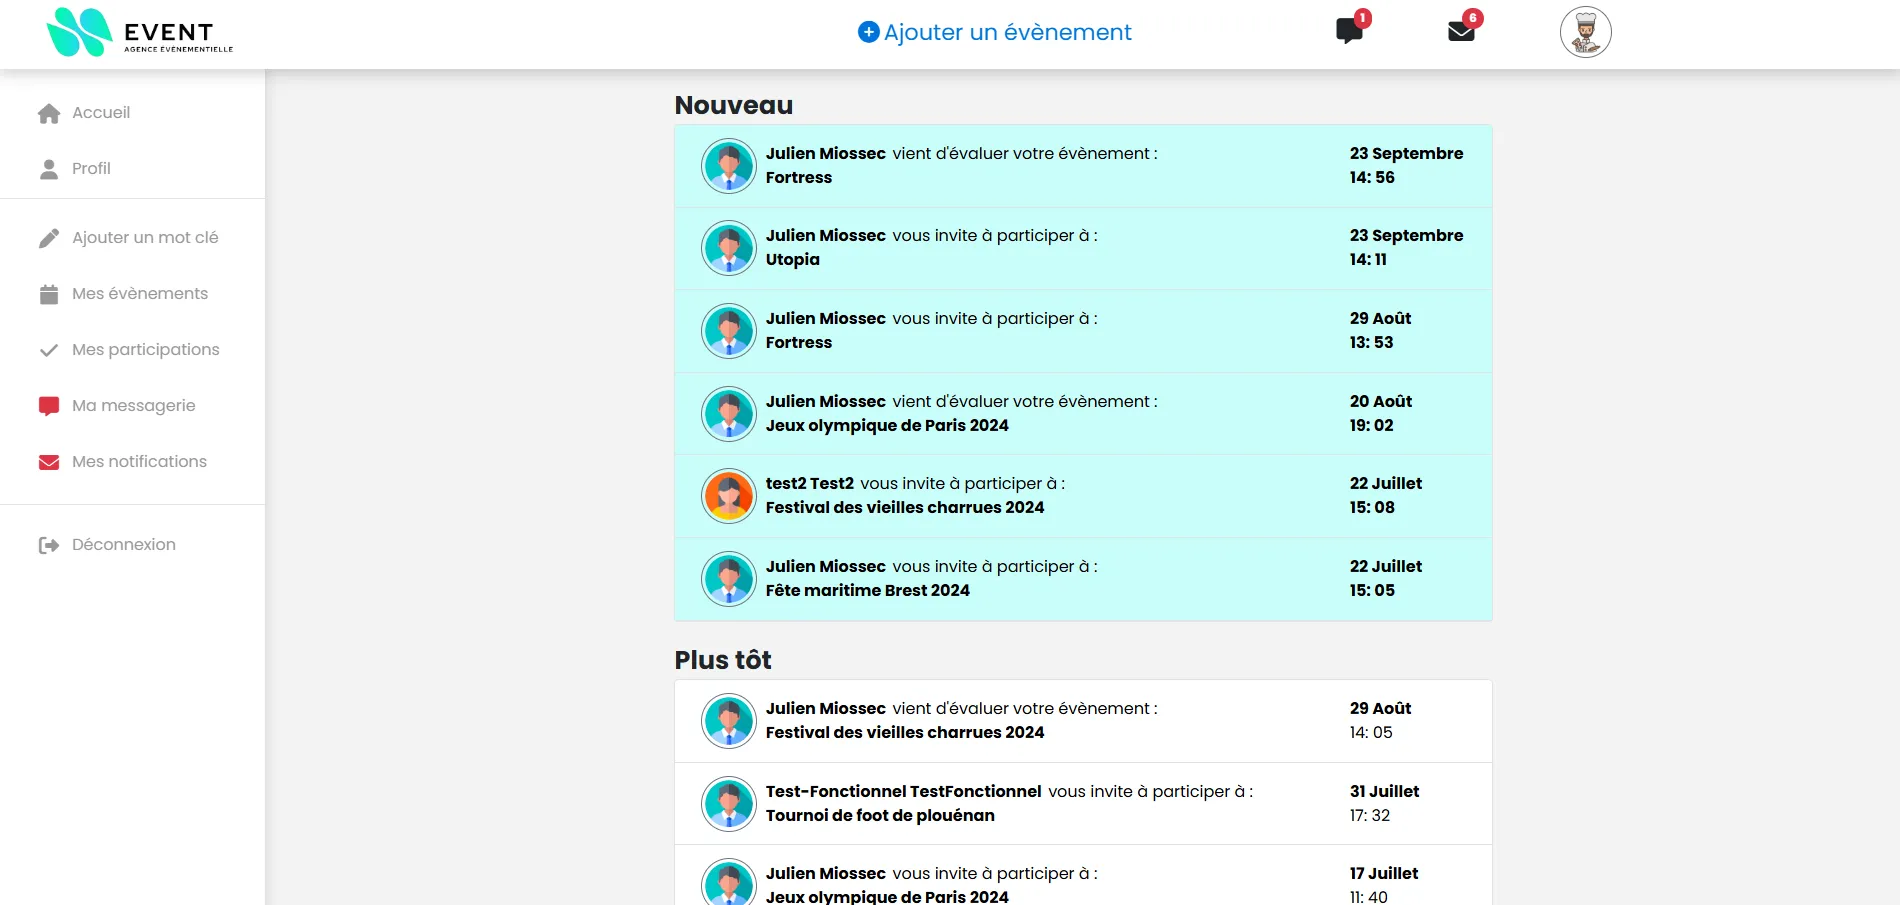 EVENT
AGENCE ÉVÉNEMENTIELLE
Ajouter un évènement
1
6
Accueil
Profil
Ajouter un mot clé
Mes évènements
Mes participations
Ma messagerie
Mes notifications
Déconnexion
Nouveau
Julien Miossec vient d'évaluer votre évènement : 23 Septembre
Fortress 14: 56
Julien Miossec vous invite à participer à : 23 Septembre
Utopia 14: 11
Julien Miossec vous invite à participer à : 29 Août
Fortress 13: 53
Julien Miossec vient d'évaluer votre évènement : 20 Août
Jeux olympique de Paris 2024 19: 02
test2 Test2 vous invite à participer à : 22 Juillet
Festival des vieilles charrues 2024 15: 08
Julien Miossec vous invite à participer à : 22 Juillet
Fête maritime Brest 2024 15: 05
Plus tôt
Julien Miossec vient d'évaluer votre évènement : 29 Août
Festival des vieilles charrues 2024 14: 05
Test-Fonctionnel TestFonctionnel vous invite à participer à : 31 Juillet
Tournoi de foot de plouénan 17: 32
Julien Miossec vous invite à participer à : 17 Juillet
Jeux olympique de Paris 2024 11: 40